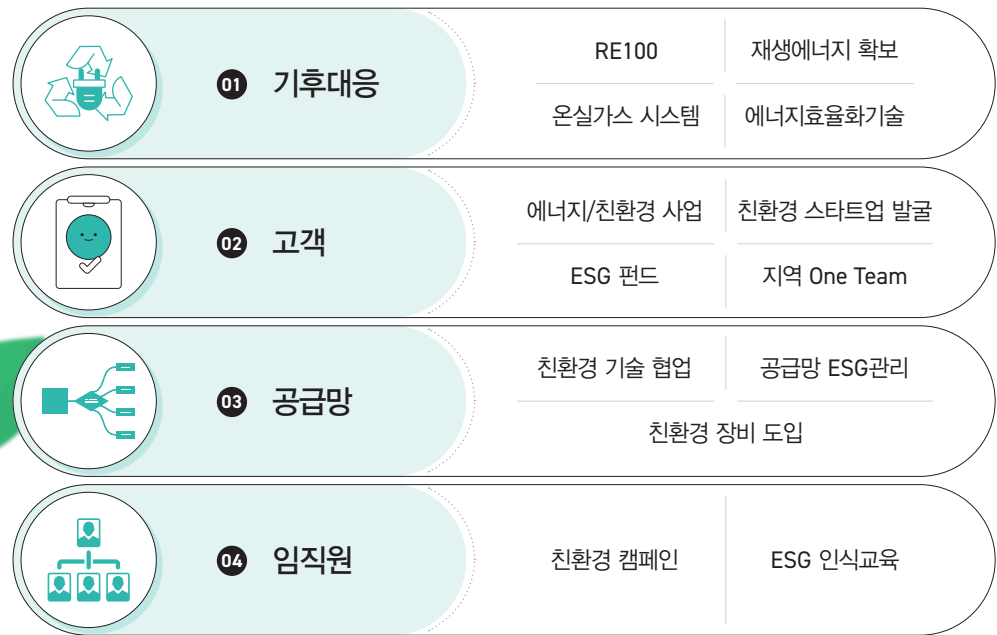 01 기후대응
RE100 재생에너지 확보
온실가스 시스템 에너지효율화기술
02 고객
에너지/친환경 사업 친환경 스타트업 발굴
ESG 펀드 지역 One Team
03 공급망
친환경 기술 협업 공급망 ESG관리
친환경 장비 도입
04 임직원
친환경 캠페인 ESG 인식교육